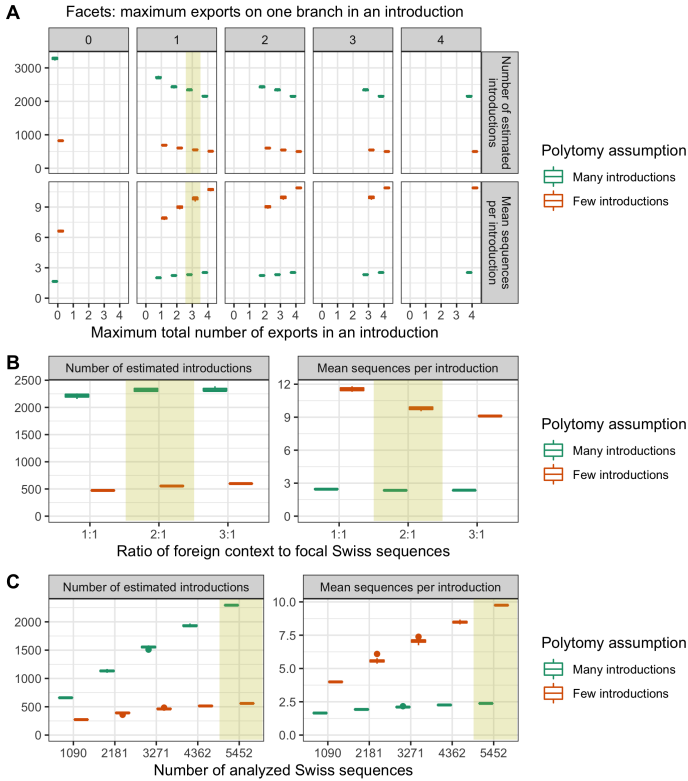 A
Facets: maximum exports on one branch in an introduction
0 1 2 3 4
3000
2000
1000
0
Number of estimated
introductions
9
6
3
0
Mean sequences
per introduction
0 1 2 3 4 0 1 2 3 4 0 1 2 3 4 0 1 2 3 4 0 1 2 3 4
Maximum total number of exports in an introduction
Polytomy assumption
Many introductions
Few introductions
B
Number of estimated introductions
2500
2000
1500
1000
500
0
1:1 2:1 3:1
Mean sequences per introduction
12
9
6
3
0
1:1 2:1 3:1
Ratio of foreign context to focal Swiss sequences
Polytomy assumption
Many introductions
Few introductions
C
Number of estimated introductions
2000
1500
1000
500
0
1090 2181 3271 4362 5452
Mean sequences per introduction
10.0
7.5
5.0
2.5
0.0
1090 2181 3271 4362 5452
Number of analyzed Swiss sequences
Polytomy assumption
Many introductions
Few introductions